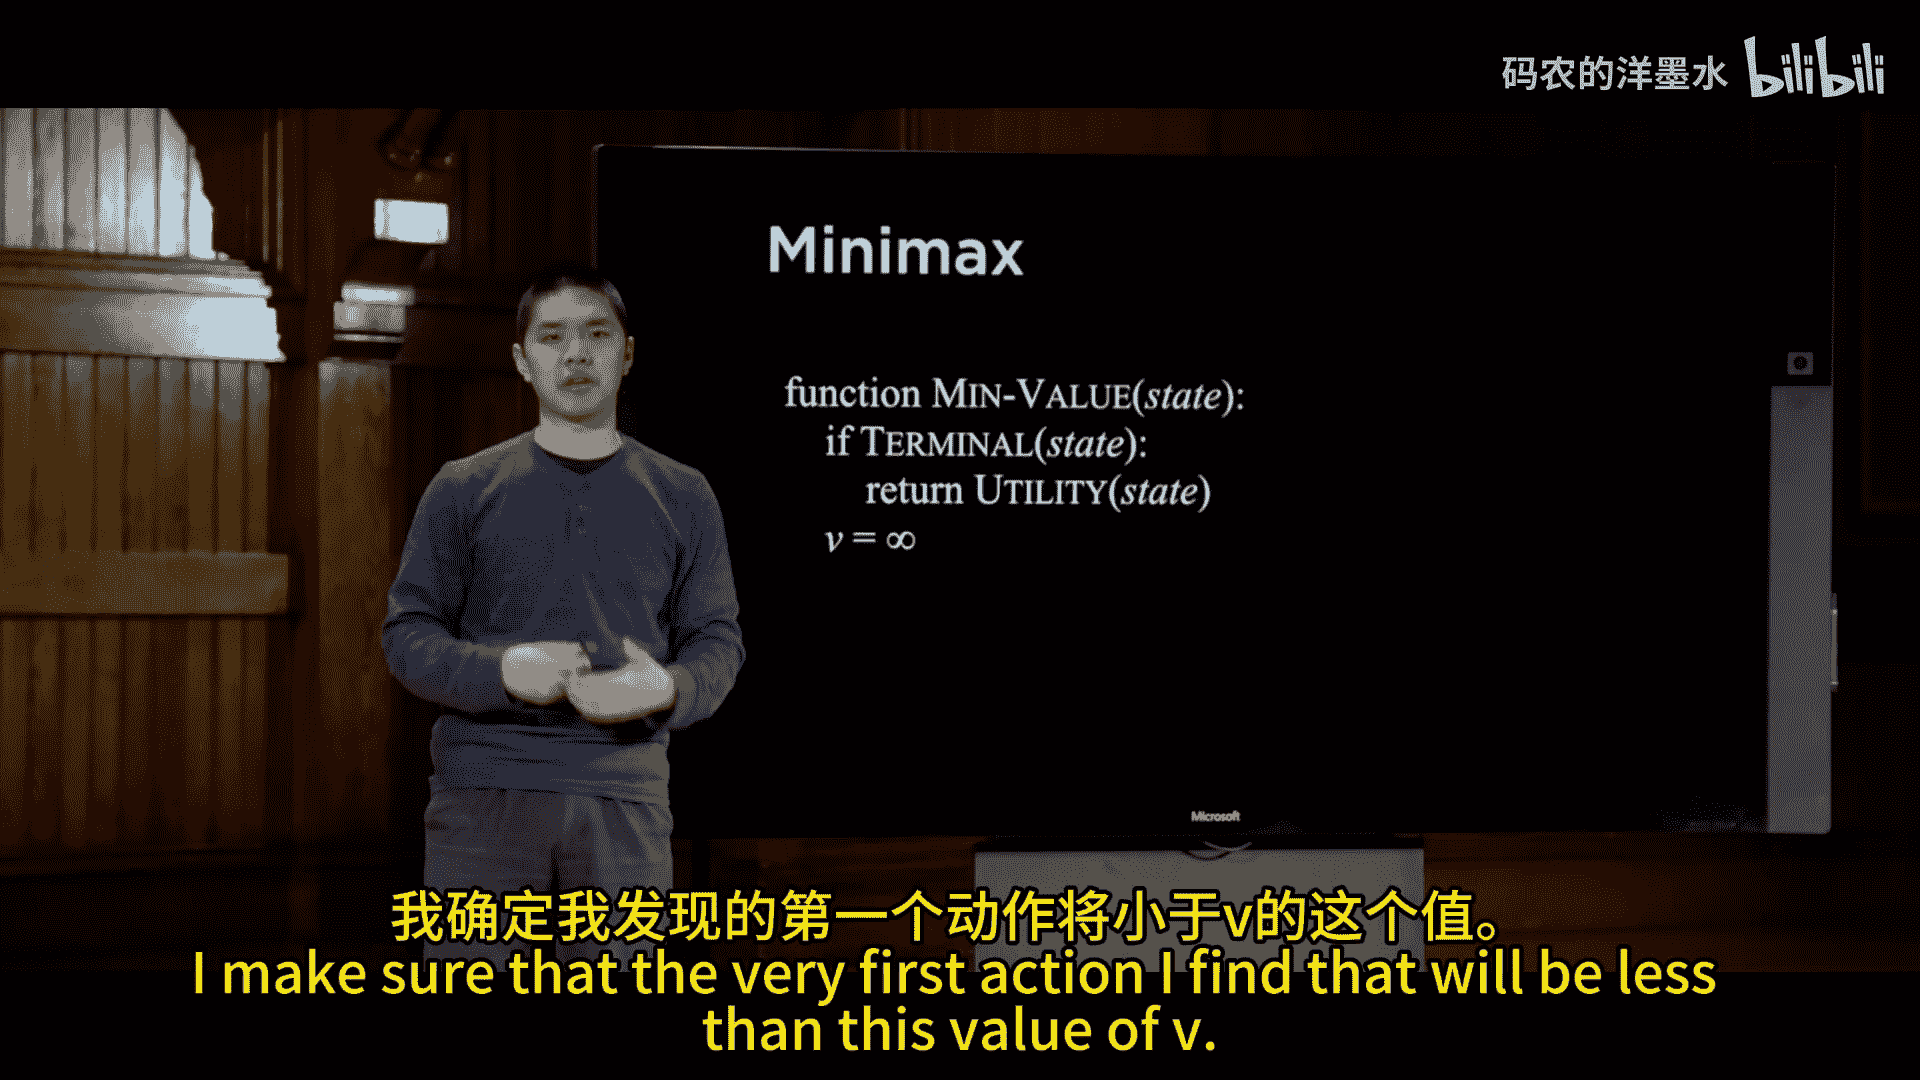 码农的洋墨水 bilibili
Minimax
function MIN-VALUE(state):
if TERMINAL(state):
return UTILITY(state)
v = ∞
Microsoft
我确定我发现的第一个动作将小于v的这个值。
I make sure that the very first action I find that will be less
than this value of v.